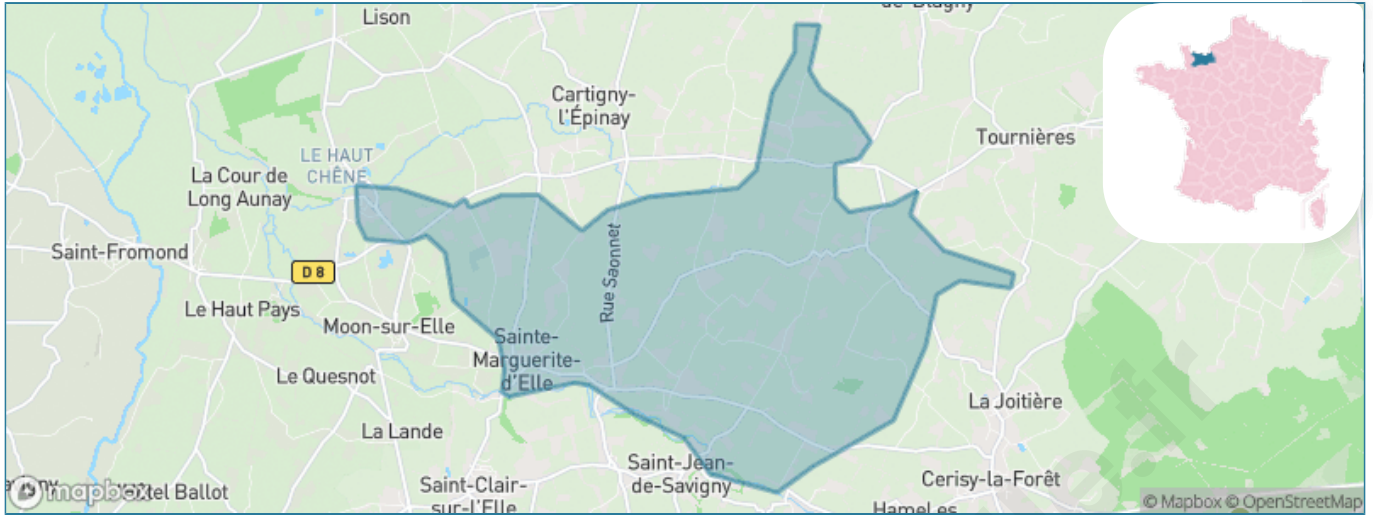 de-Blagny
Lison
Cartigny-
l'Épinay
Tournières
LE HAUT
CHÊNE
La Cour de
Long Aunay
Saint-Fromond
D 8
Rue Saonnet
Le Haut Pays
Moon-sur-Elle
Sainte-
Marguerite-
d'Elle
Le Quesnot
La Joitière
La Lande
Saint-Jean-
de-Savigny
Cerisy-la-Forêt
Saint-Clair-
sur-l'Elle
mapbox
tel Ballot
Hamel es
© Mapbox © OpenStreetMap